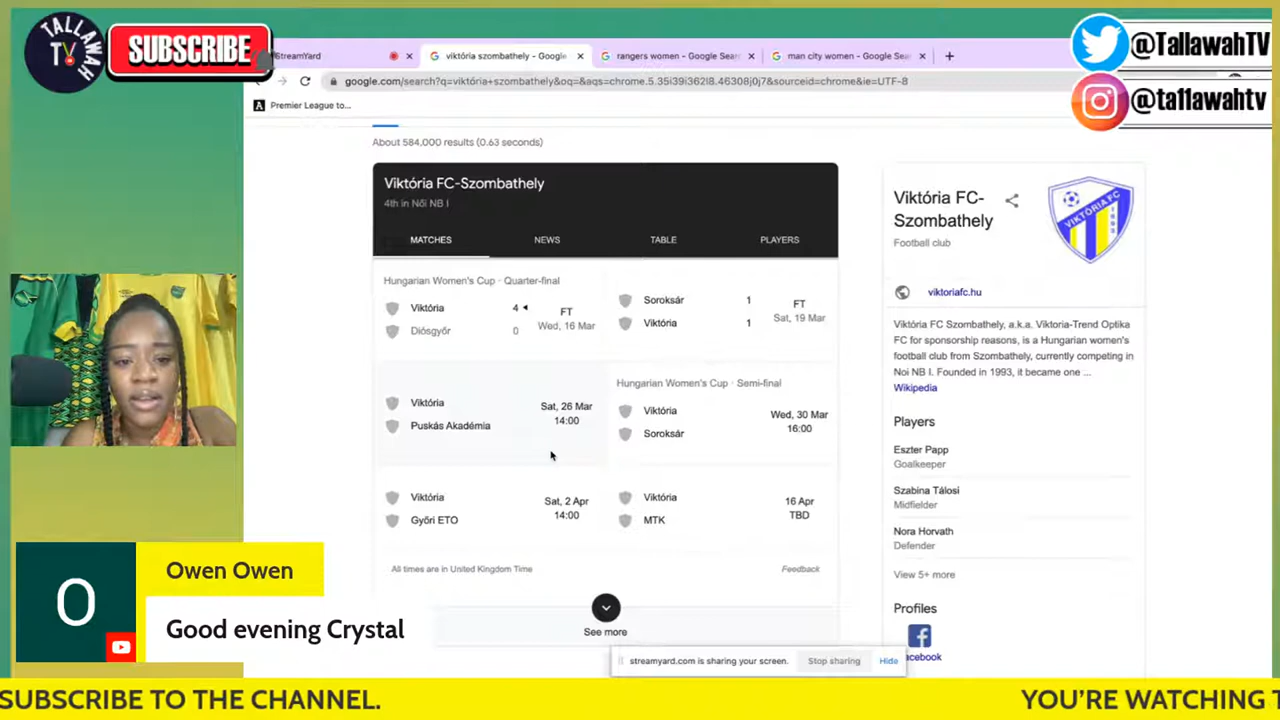 TALLAWAH
TV
SUBSCRIBE
@TallawahTV
@ta11awahtv
StreamYard
viktória szombathely - Google
rangers women - Google Sear
man city women - Google Sea
google.com/search?q=viktória+szombathely&oq=&aqs=chrome.5.35i39i362l8.46308j0j7&sourceid=chrome&ie=UTF-8
Premier League to...
About 584,000 results (0.63 seconds)
Viktória FC-Szombathely
4th in Női NB I
MATCHES
NEWS
TABLE
PLAYERS
Hungarian Women's Cup · Quarter-final
Viktória 4
Diósgyőr 0
FT
Wed, 16 Mar
Soroksár 1
Viktória 1
FT
Sat, 19 Mar
Viktória
Puskás Akadémia
Sat, 26 Mar
14:00
Hungarian Women's Cup · Semi-final
Viktória
Soroksár
Wed, 30 Mar
16:00
Viktória
Győri ETO
Sat, 2 Apr
14:00
Viktória
MTK
16 Apr
TBD
All times are in United Kingdom Time
Feedback
See more
Viktória FC-
Szombathely
Football club
VIKTÓRIA FC
1993
viktoriafc.hu
Viktória FC Szombathely, a.k.a. Viktoria-Trend Optika
FC for sponsorship reasons, is a Hungarian women's
football club from Szombathely, currently competing in
Noi NB I. Founded in 1993, it became one ...
Wikipedia
Players
Eszter Papp
Goalkeeper
Szabina Tálosi
Midfielder
Nora Horvath
Defender
View 5+ more
Profiles
acebook
streamyard.com is sharing your screen.
Stop sharing
Hide
O
Owen Owen
Good evening Crystal
SUBSCRIBE TO THE CHANNEL.
YOU'RE WATCHING T